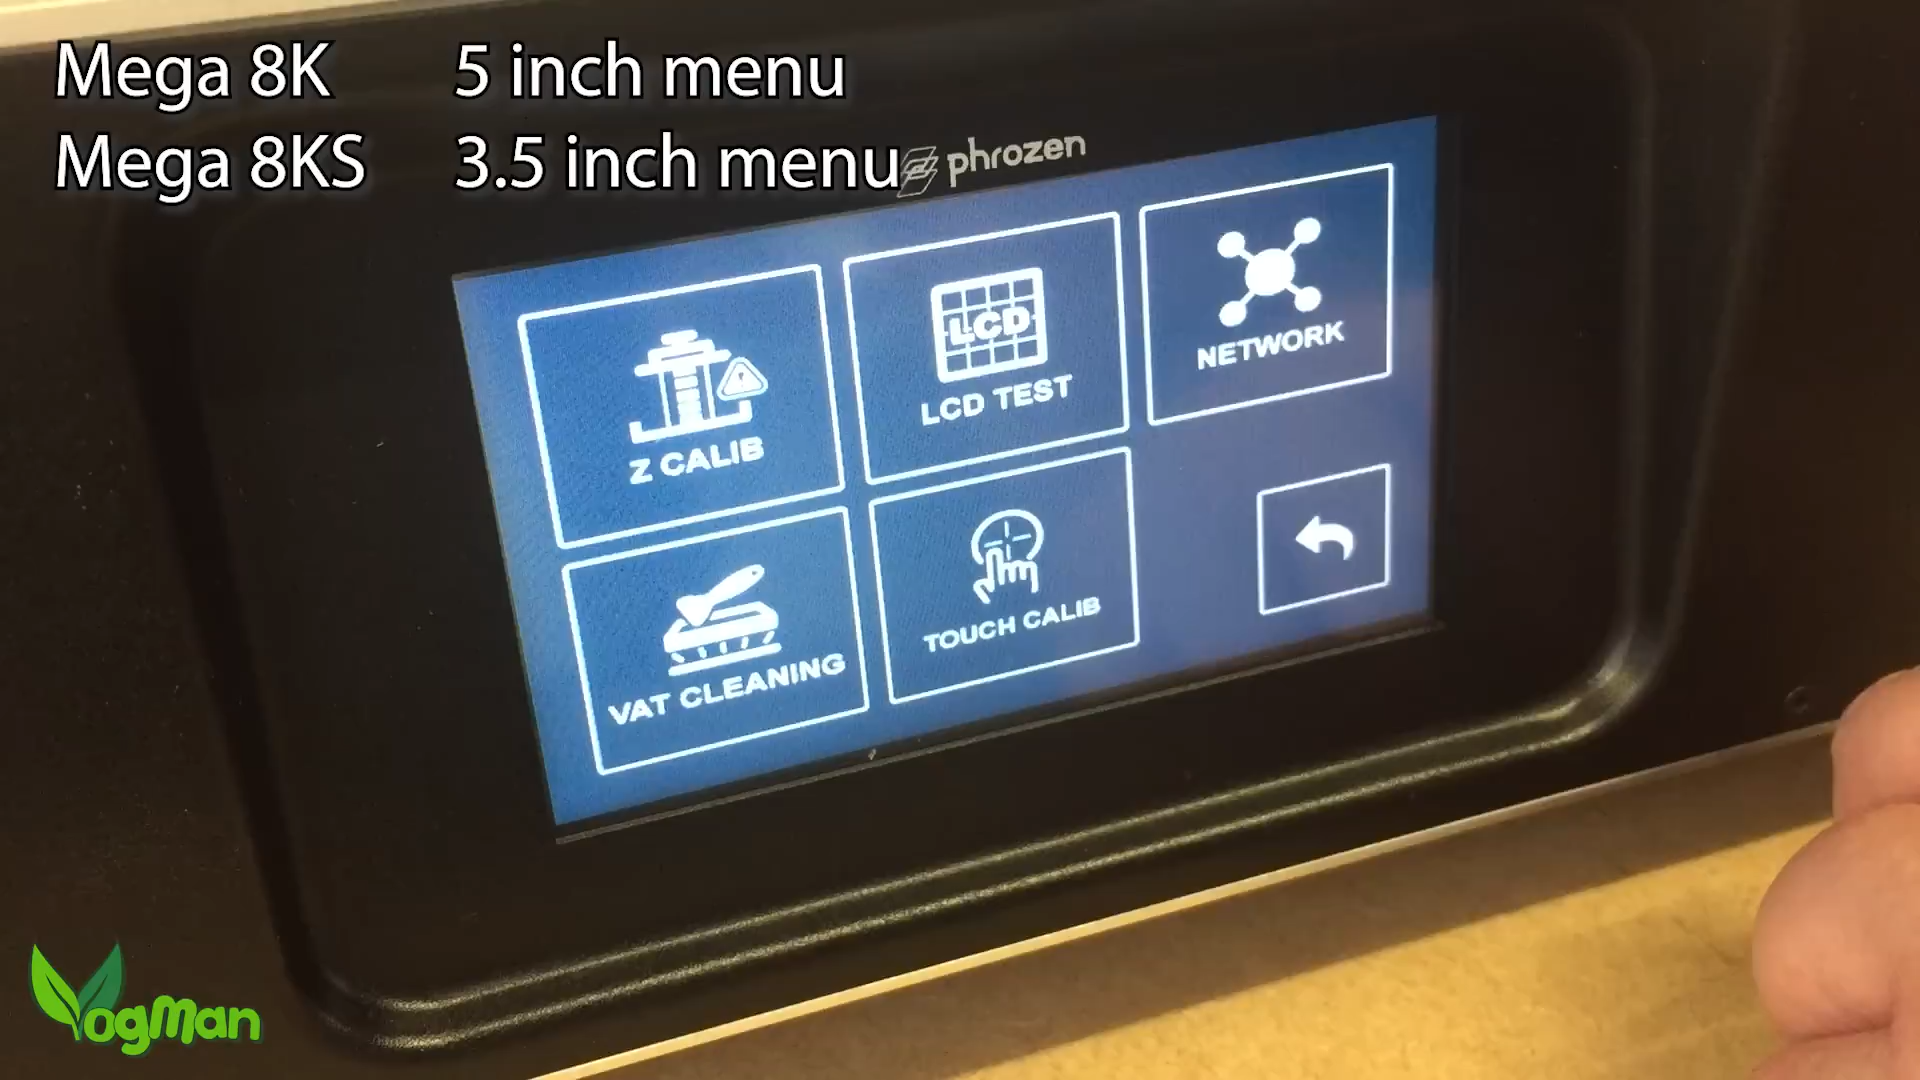 Mega 8K 5 inch menu
Mega 8KS 3.5 inch menu
phrozen
Z CALIB
LCD
LCD TEST
NETWORK
VAT CLEANING
TOUCH CALIB
VogMan